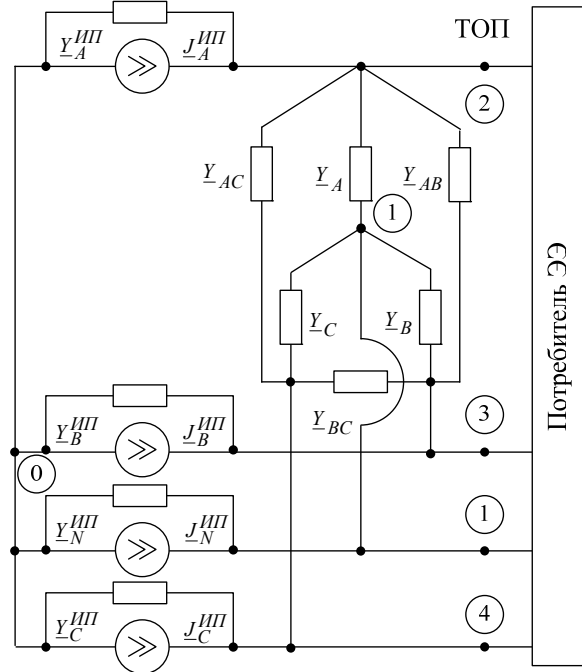 ТОП
Y_A^ИП J_A^ИП
2
Y_AC Y_A Y_AB
1
Потребитель ЭЭ
Y_C Y_B
Y_BC
3
Y_B^ИП J_B^ИП
0
Y_N^ИП J_N^ИП
1
Y_C^ИП J_C^ИП
4